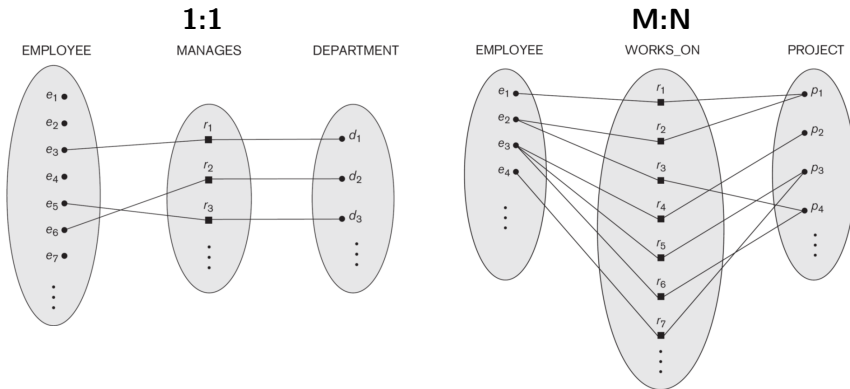 1:1
EMPLOYEE MANAGES DEPARTMENT
e1
e2
e3
e4
e5
e6
e7
r1
r2
r3
d1
d2
d3
M:N
EMPLOYEE WORKS_ON PROJECT
e1
e2
e3
e4
r1
r2
r3
r4
r5
r6
r7
p1
p2
p3
p4